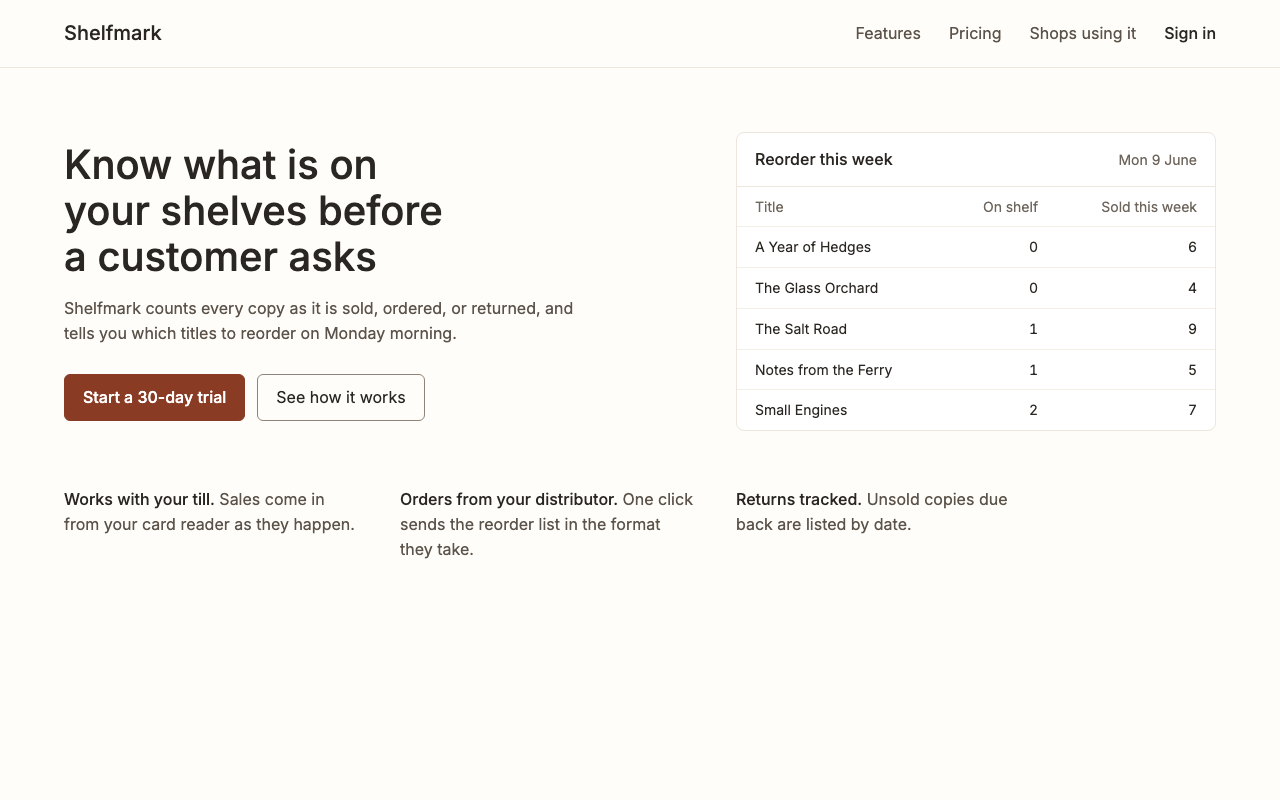 Shelfmark
Features Pricing Shops using it Sign in
Know what is on
your shelves before
a customer asks
Shelfmark counts every copy as it is sold, ordered, or returned, and
tells you which titles to reorder on Monday morning.
Start a 30-day trial See how it works
Reorder this week Mon 9 June
Title On shelf Sold this week
A Year of Hedges 0 6
The Glass Orchard 0 4
The Salt Road 1 9
Notes from the Ferry 1 5
Small Engines 2 7
Works with your till. Sales come in
from your card reader as they happen.
Orders from your distributor. One click
sends the reorder list in the format
they take.
Returns tracked. Unsold copies due
back are listed by date.